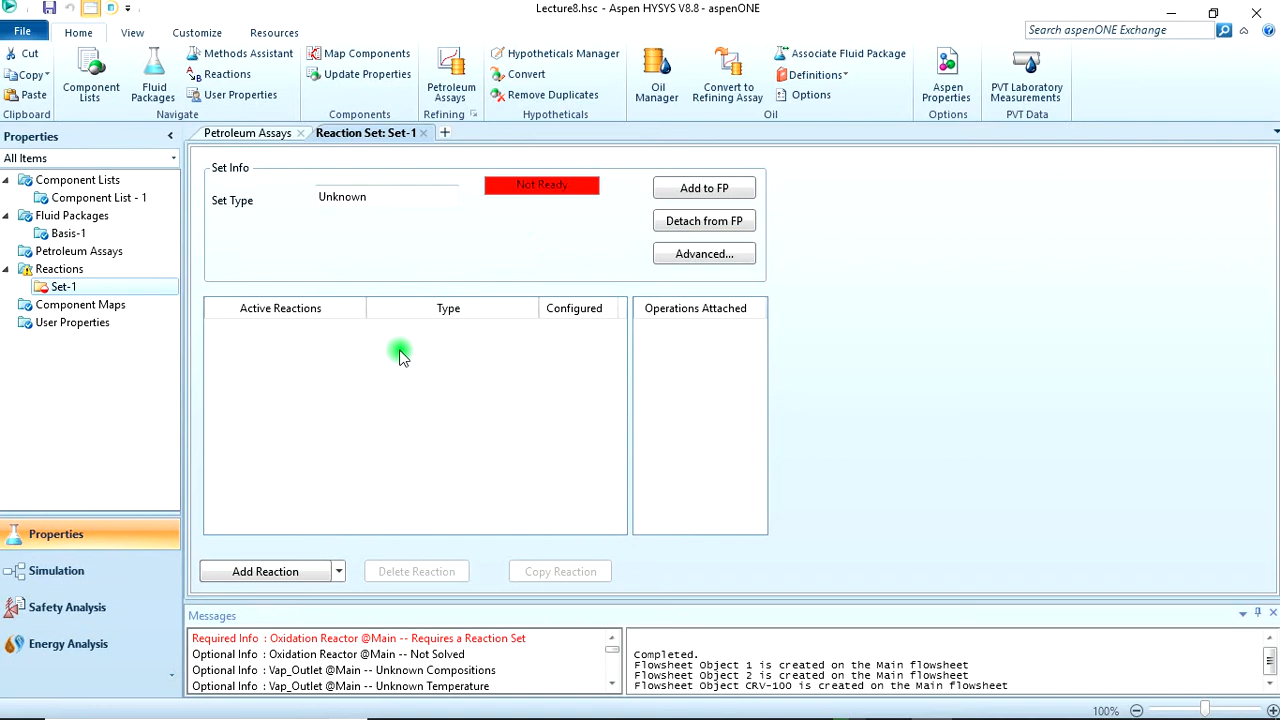 Lecture8.hsc - Aspen HYSYS V8.8 - aspenONE
File Home View Customize Resources
Search aspenONE Exchange
Cut
Copy
Paste
Clipboard
Component Lists
Fluid Packages
Methods Assistant
Reactions
User Properties
Navigate
Map Components
Update Properties
Components
Petroleum Assays
Refining
Hypotheticals Manager
Convert
Remove Duplicates
Hypotheticals
Oil Manager
Convert to Refining Assay
Associate Fluid Package
Definitions
Options
Oil
Aspen Properties
Options
PVT Laboratory Measurements
PVT Data
Properties
All Items
Component Lists
Component List - 1
Fluid Packages
Basis-1
Petroleum Assays
Reactions
Set-1
Component Maps
User Properties
Properties
Simulation
Safety Analysis
Energy Analysis
Petroleum Assays
Reaction Set: Set-1
Set Info
Set Type
Unknown
Not Ready
Add to FP
Detach from FP
Advanced...
Active Reactions Type Configured
Operations Attached
Add Reaction
Delete Reaction
Copy Reaction
Messages
Required Info : Oxidation Reactor @Main -- Requires a Reaction Set
Optional Info : Oxidation Reactor @Main -- Not Solved
Optional Info : Vap_Outlet @Main -- Unknown Compositions
Optional Info : Vap_Outlet @Main -- Unknown Temperature
Completed.
Flowsheet Object 1 is created on the Main flowsheet
Flowsheet Object 2 is created on the Main flowsheet
Flowsheet Object CRV-100 is created on the Main flowsheet
100%